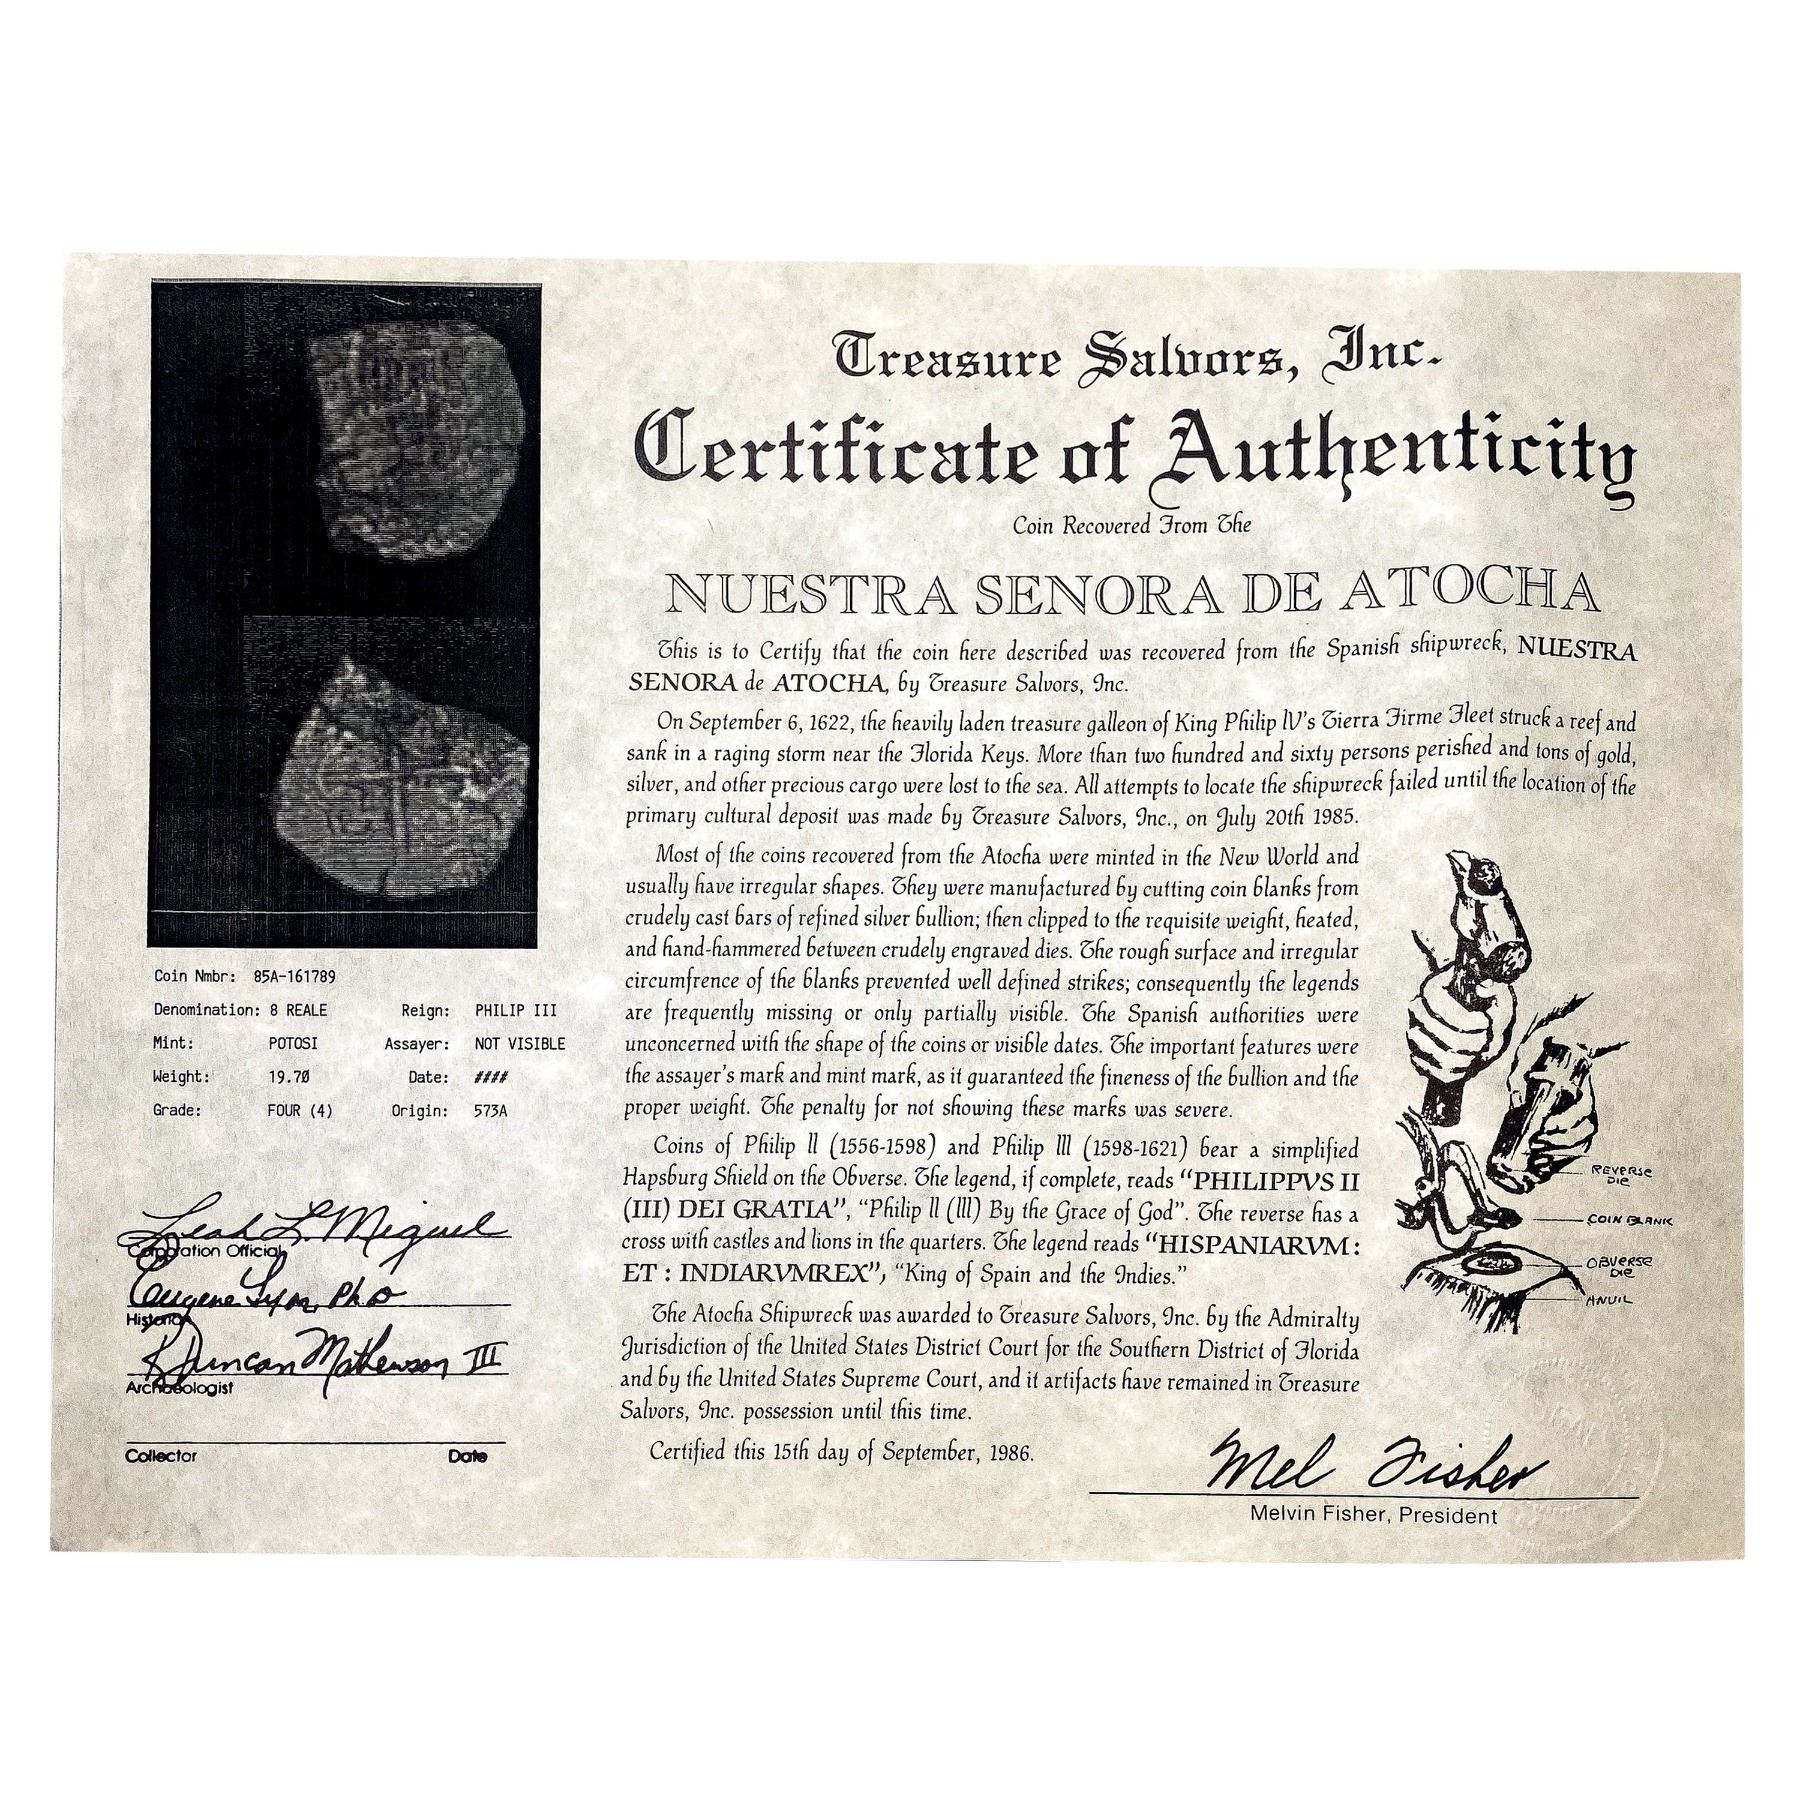 Treasure Salvors, Inc.
Certificate of Authenticity
Coin Recovered From The
NUESTRA SENORA DE ATOCHA
This is to Certify that the coin here described was recovered from the Spanish shipwreck, NUESTRA
SENORA de ATOCHA, by Treasure Salvors, Inc.
On September 6, 1622, the heavily laden treasure galleon of King Philip IV's Tierra Firme Fleet struck a reef and
sank in a raging storm near the Florida Keys. More than two hundred and sixty persons perished and tons of gold,
silver, and other precious cargo were lost to the sea. All attempts to locate the shipwreck failed until the location of the
primary cultural deposit was made by Treasure Salvors, Inc., on July 20th 1985.
Most of the coins recovered from the Atocha were minted in the New World and
usually have irregular shapes. They were manufactured by cutting coin blanks from
crudely cast bars of refined silver bullion; then clipped to the requisite weight, heated,
and hand-hammered between crudely engraved dies. The rough surface and irregular
circumfrence of the blanks prevented well defined strikes; consequently the legends
are frequently missing or only partially visible. The Spanish authorities were
unconcerned with the shape of the coins or visible dates. The important features were
the assayer's mark and mint mark, as it guaranteed the fineness of the bullion and the
proper weight. The penalty for not showing these marks was severe.
Coins of Philip II (1556-1598) and Philip III (1598-1621) bear a simplified
Hapsburg Shield on the Obverse. The legend, if complete, reads "PHILIPPVS II
(III) DEI GRATIA", "Philip II (III) By the Grace of God". The reverse has a
cross with castles and lions in the quarters. The legend reads "HISPANIARVM:
ET : INDIARVMREX", "King of Spain and the Indies."
The Atocha Shipwreck was awarded to Treasure Salvors, Inc. by the Admiralty
Jurisdiction of the United States District Court for the Southern District of Florida
and by the United States Supreme Court, and it artifacts have remained in Treasure
Salvors, Inc. possession until this time.
Certified this 15th day of September, 1986.
Mel Fisher
Melvin Fisher, President
REVERSE
DIE
COIN BLANK
OBVERSE
DIE
ANVIL
Coin Nmbr: 85A-161789
Denomination: 8 REALE Reign: PHILIP III
Mint: POTOSI Assayer: NOT VISIBLE
Weight: 19.70 Date: ####
Grade: FOUR (4) Origin: 573A
Leah L. Miguel
Corporation Official
Eugene Lyon, Ph D
Historian
R Duncan Mathewson III
Archaeologist
Collector Date